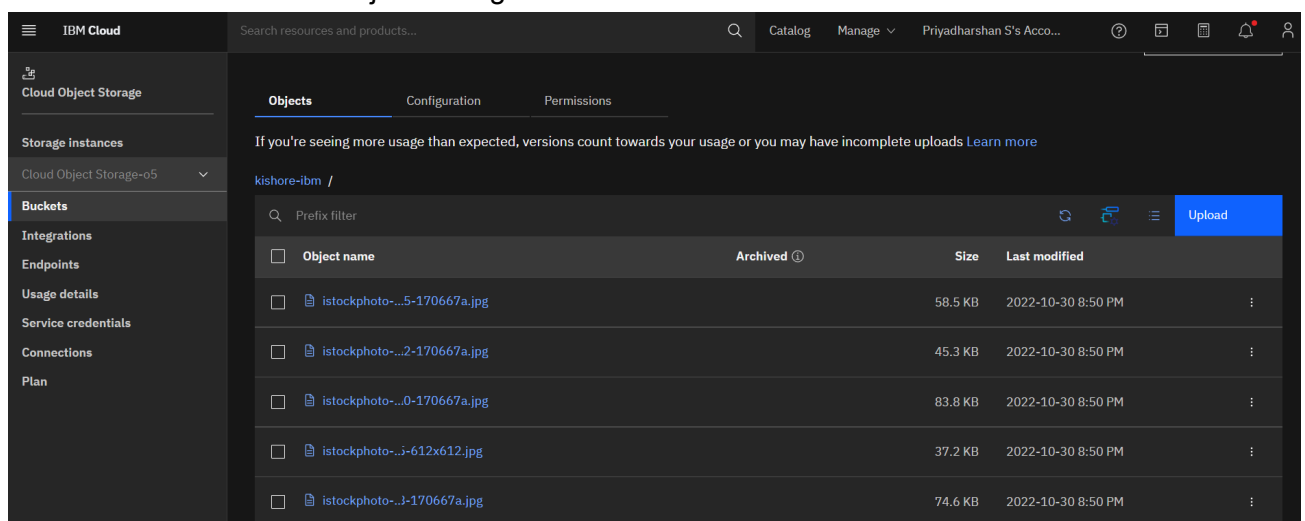 IBM Cloud
Search resources and products...
Catalog
Manage
Priyadharshan S's Acco...
Cloud Object Storage
Storage instances
Cloud Object Storage-o5
Buckets
Integrations
Endpoints
Usage details
Service credentials
Connections
Plan
Objects
Configuration
Permissions
If you're seeing more usage than expected, versions count towards your usage or you may have incomplete uploads Learn more
kishore-ibm /
Prefix filter
Upload
Object name Archived Size Last modified
istockphoto-...5-170667a.jpg 58.5 KB 2022-10-30 8:50 PM
istockphoto-...2-170667a.jpg 45.3 KB 2022-10-30 8:50 PM
istockphoto-...0-170667a.jpg 83.8 KB 2022-10-30 8:50 PM
37.2 KB 2022-10-30 8:50 PM
74.6 KB 2022-10-30 8:50 PM